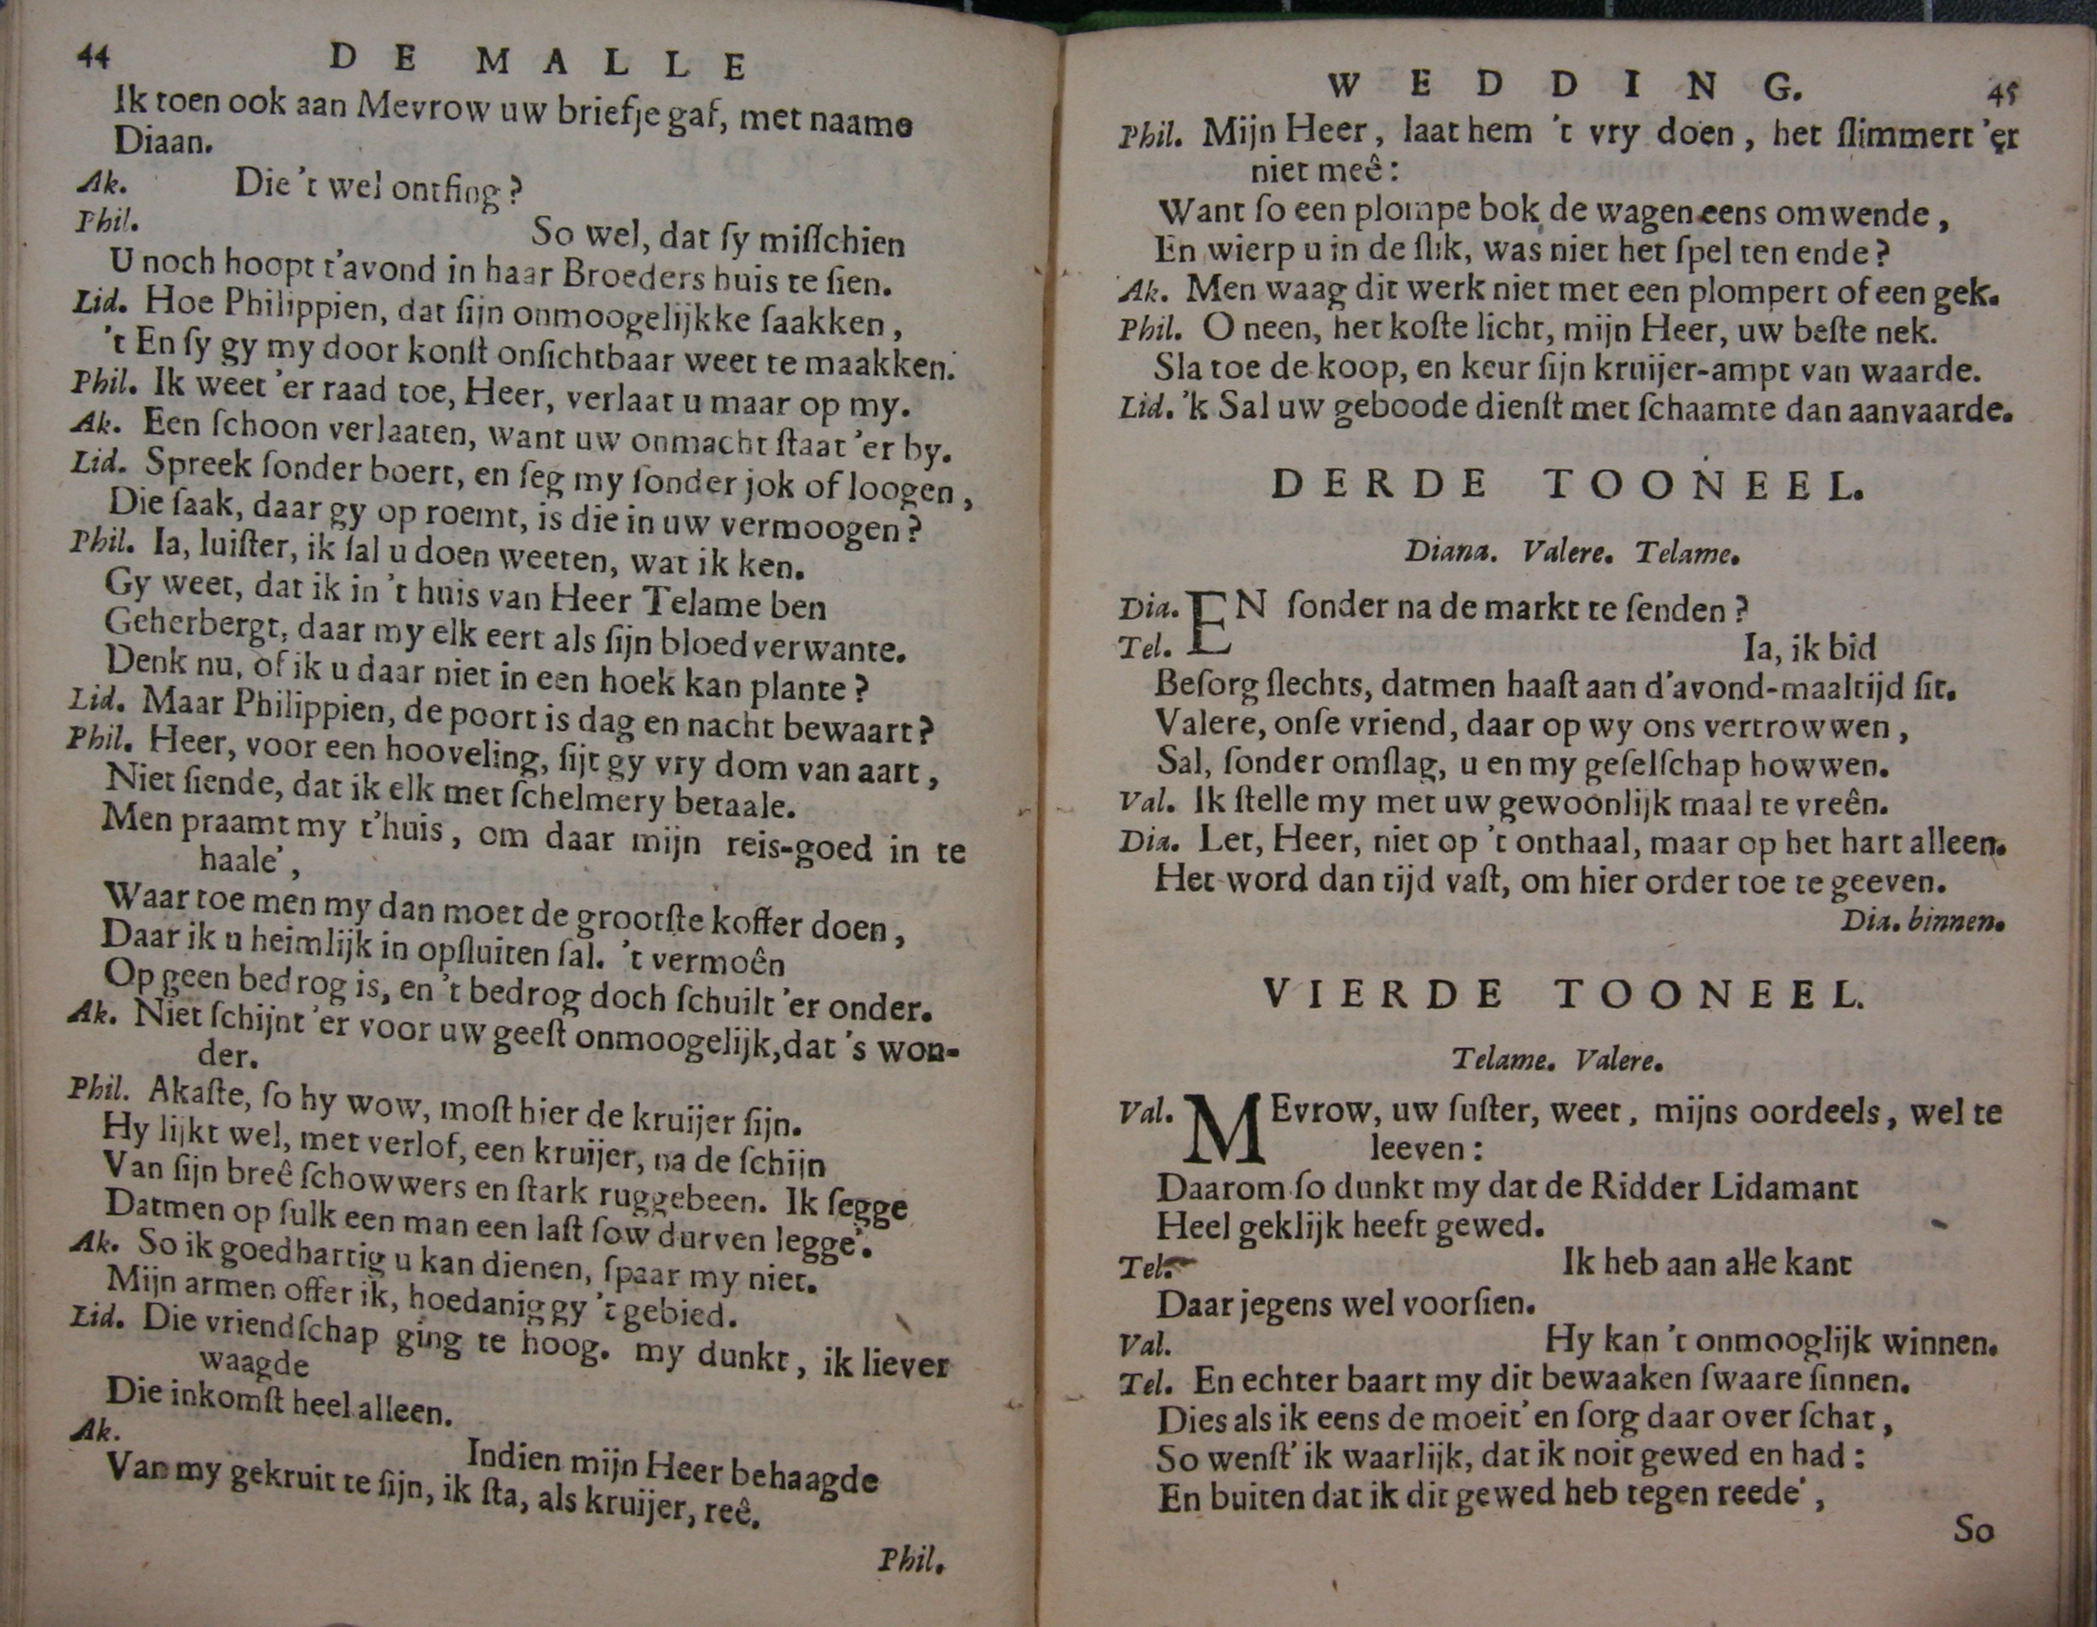 44 DE MALLE
Ik toen ook aan Mevrow uw briefje gaf, met naame
Diaan.
Ak. Die 't wel ontfing?
Phil. So wel, dat ſy miſſchien
U noch hoopt t'avond in haar Broeders huis te ſien.
Lid. Hoe Philippien, dat ſijn onmoogelijkke ſaakken,
't En ſy gy my door konſt onſichtbaar weet te maakken.
Phil. Ik weet 'er raad toe, Heer, verlaat u maar op my.
Ak. Een ſchoon verlaaten, want uw onmacht ſtaat 'er by.
Lid. Spreek ſonder boert, en ſeg my ſonder jok of loogen,
Die ſaak, daar gy op roemt, is die in uw vermoogen?
Phil. Ia, luiſter, ik ſal u doen weeten, wat ik ken.
Gy weet, dat ik in 't huis van Heer Telame ben
Geherbergt, daar my elk eert als ſijn bloedverwante.
Denk nu, of ik u daar niet in een hoek kan plante?
Lid. Maar Philippien, de poort is dag en nacht bewaart?
Phil. Heer, voor een hooveling, ſijt gy vry dom van aart,
Niet ſiende, dat ik elk met ſchelmery betaale.
Men praamt my t'huis, om daar mijn reis-goed in te
haale',
Waar toe men my dan moet de grootſte koffer doen,
Daar ik u heimlijk in opſluiten ſal. 't vermoên
Op geen bedrog is, en 't bedrog doch ſchuilt 'er onder.
Ak. Niet ſchijnt 'er voor uw geeſt onmoogelijk, dat 's won-
der.
Phil. Akaſte, ſo hy wow, moſt hier de kruijer ſijn.
Hy lijkt wel, met verlof, een kruijer, na de ſchijn
Van ſijn breê ſchowwers en ſtark ruggebeen. Ik ſegge
Datmen op ſulk een man een laſt ſow durven legge'.
Ak. So ik goedhartig u kan dienen, ſpaar my niet.
Mijn armen offer ik, hoedanig gy 't gebied.
Lid. Die vriendſchap ging te hoog. my dunkt, ik liever
waagde
Die inkomſt heel alleen.
Ak. Indien mijn Heer behaagde
Van my gekruit te ſijn, ik ſta, als kruijer, reê.
Phil.
WEDDING. 45
Phil. Mijn Heer, laat hem 't vry doen, het ſlimmert 'er
niet meê:
Want ſo een plompe bok de wagen eens omwende,
En wierp u in de ſlik, was niet het ſpel ten ende?
Ak. Men waag dit werk niet met een plompert of een gek.
Phil. O neen, het koſte licht, mijn Heer, uw beſte nek.
Sla toe de koop, en keur ſijn kruijer-ampt van waarde.
Lid. 'k Sal uw geboode dienſt met ſchaamte dan aanvaarde.
DERDE TOONEEL.
Diana. Valere. Telame.
Dia. EN ſonder na de markt te ſenden?
Tel. Ia, ik bid
Beſorg ſlechts, datmen haaſt aan d'avond-maaltijd ſit.
Valere, onſe vriend, daar op wy ons vertrowwen,
Sal, ſonder omſlag, u en my geſelſchap howwen.
Val. Ik ſtelle my met uw gewoonlijk maal te vreên.
Dia. Let, Heer, niet op 't onthaal, maar op het hart alleen.
Het word dan tijd vaſt, om hier order toe te geeven.
Dia. binnen.
VIERDE TOONEEL.
Telame. Valere.
Val. MEvrow, uw ſuſter, weet, mijns oordeels, wel te
leeven:
Daarom ſo dunkt my dat de Ridder Lidamant
Heel geklijk heeft gewed.
Tel. Ik heb aan alle kant
Daar jegens wel voorſien.
Val. Hy kan 't onmooglijk winnen.
Tel. En echter baart my dit bewaaken ſwaare ſinnen.
Dies als ik eens de moeit' en ſorg daar over ſchat,
So wenſt' ik waarlijk, dat ik noit gewed en had:
En buiten dat ik dit gewed heb tegen reede',
So